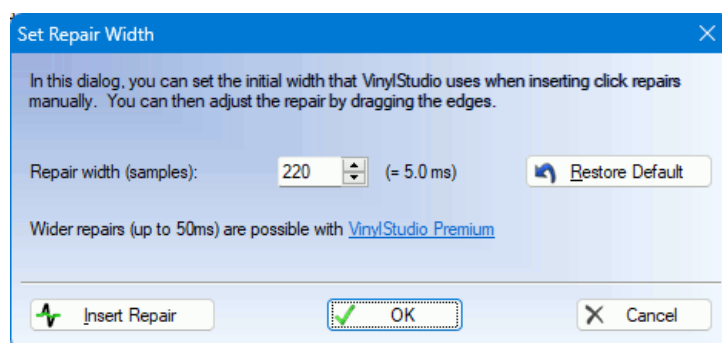 Set Repair Width
In this dialog, you can set the initial width that VinylStudio uses when inserting click repairs
manually.  You can then adjust the repair by dragging the edges.
Repair width (samples): 220 (= 5.0 ms) Restore Default
Wider repairs (up to 50ms) are possible with VinylStudio Premium
Insert Repair OK Cancel